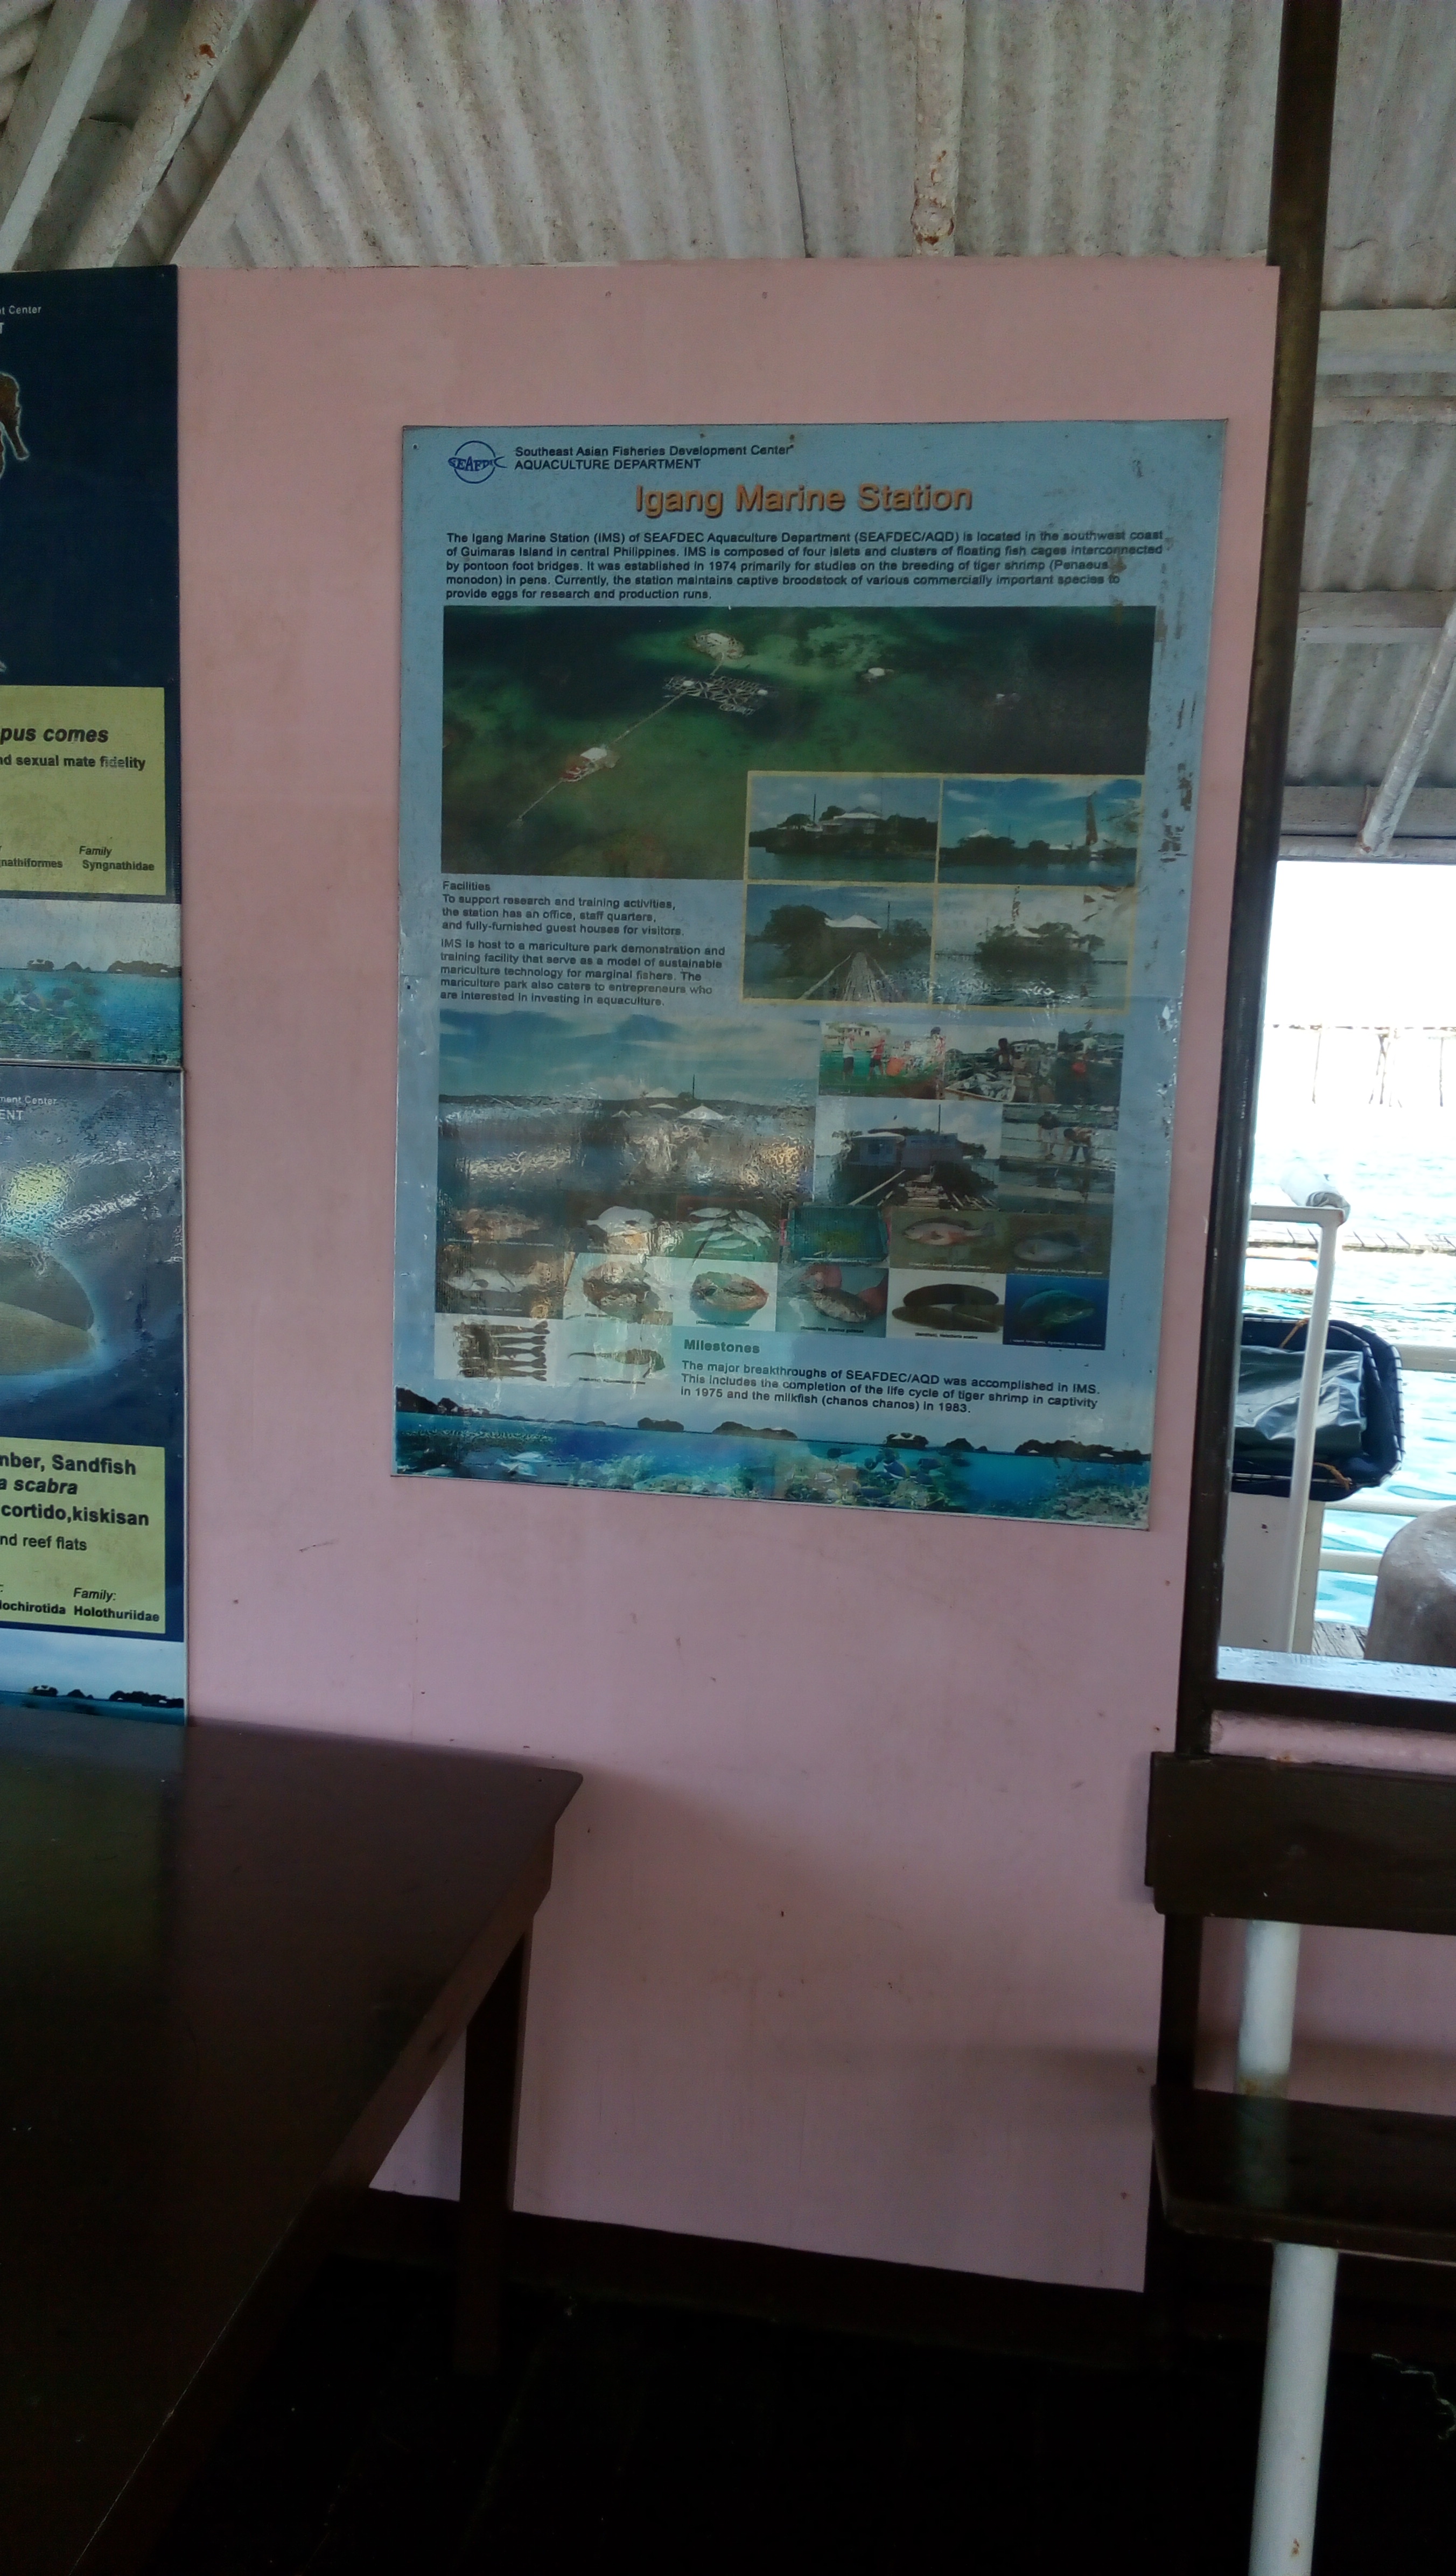 t Center
T
pus comes
nd sexual mate fidelity
Family
nathiformes Syngnathidae
ment Center
ENT
nber, Sandfish
a scabra
cortido,kiskisan
nd reef flats
Family:
lochirotida Holothuriidae
SEAFDEC
Southeast Asian Fisheries Development Center
AQUACULTURE DEPARTMENT
Igang Marine Station
The Igang Marine Station (IMS) of SEAFDEC Aquaculture Department (SEAFDEC/AQD) is located in the southwest coast
of Guimaras Island in central Philippines. IMS is composed of four islets and clusters of floating fish cages interconnected
by pontoon foot bridges. It was established in 1974 primarily for studies on the breeding of tiger shrimp (Penaeus
monodon) in pens. Currently, the station maintains captive broodstock of various commercially important species to
provide eggs for research and production runs.
Facilities
To support research and training activities,
the station has an office, staff quarters,
and fully-furnished guest houses for visitors.
IMS is host to a mariculture park demonstration and
training facility that serve as a model of sustainable
mariculture technology for marginal fishers. The
mariculture park also caters to entrepreneurs who
are interested in investing in aquaculture.
Milestones
The major breakthroughs of SEAFDEC/AQD was accomplished in IMS.
This includes the completion of the life cycle of tiger shrimp in captivity
in 1975 and the milkfish (chanos chanos) in 1983.